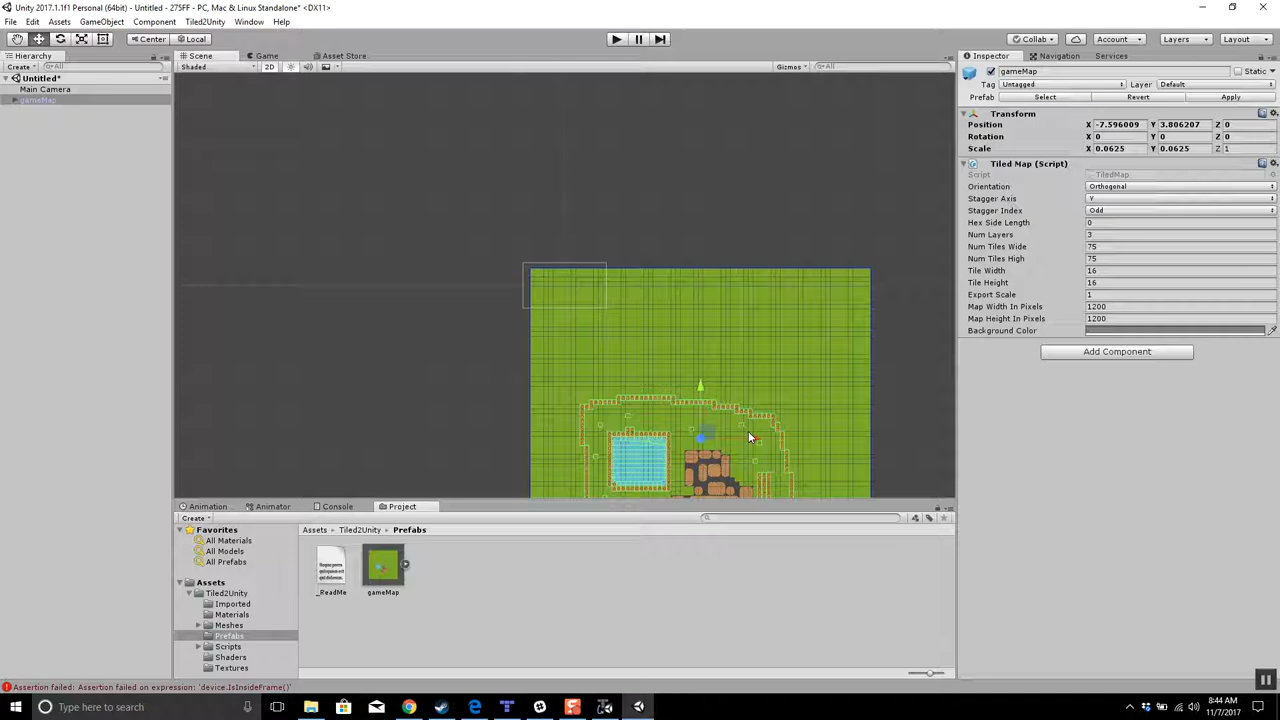 Unity 2017.1.1f1 Personal (64bit) - Untitled - 275FF - PC, Mac & Linux Standalone* <DX11>
File Edit Assets GameObject Component Tiled2Unity Window Help
Center Local
Collab Account Layers Layout
Hierarchy
Create All
Untitled*
Main Camera
gameMap
Scene Game Asset Store
Shaded 2D Gizmos All
Inspector Navigation Services
gameMap Static
Tag Untagged Layer Default
Prefab Select Revert Apply
Transform
Position X -7.596009 Y 3.806207 Z 0
Rotation X 0 Y 0 Z 0
Scale X 0.0625 Y 0.0625 Z 1
Tiled Map (Script)
Script TiledMap
Orientation Orthogonal
Stagger Axis Y
Stagger Index Odd
Hex Side Length 0
Num Layers 3
Num Tiles Wide 75
Num Tiles High 75
Tile Width 16
Tile Height 16
Export Scale 1
Map Width In Pixels 1200
Map Height In Pixels 1200
Background Color
Add Component
Animation Animator Console Project
Create
Favorites
All Materials
All Models
All Prefabs
Assets
Tiled2Unity
Imported
Materials
Meshes
Prefabs
Scripts
Shaders
Textures
Assets Tiled2Unity Prefabs
_ReadMe gameMap
Assertion failed: Assertion failed on expression: 'device.IsInsideFrame()'
Type here to search
8:44 AM
11/7/2017